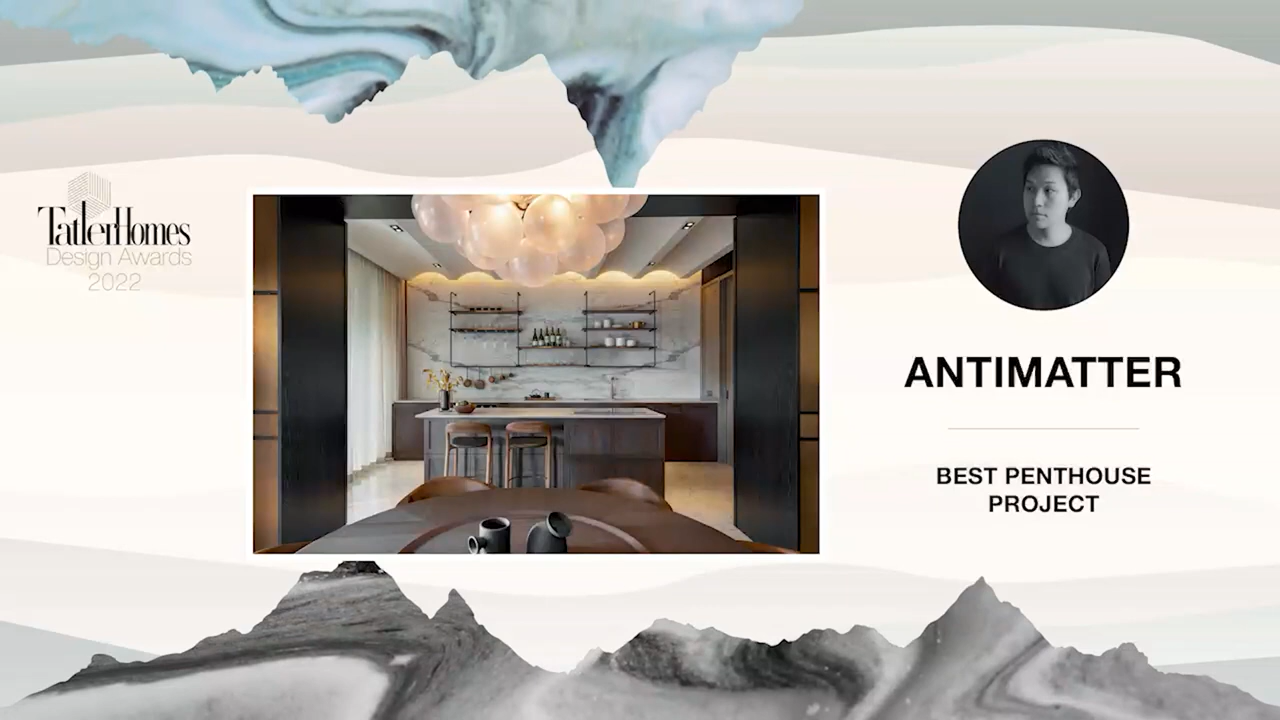 TatlerHomes
Design Awards
2022
ANTIMATTER
BEST PENTHOUSE
PROJECT